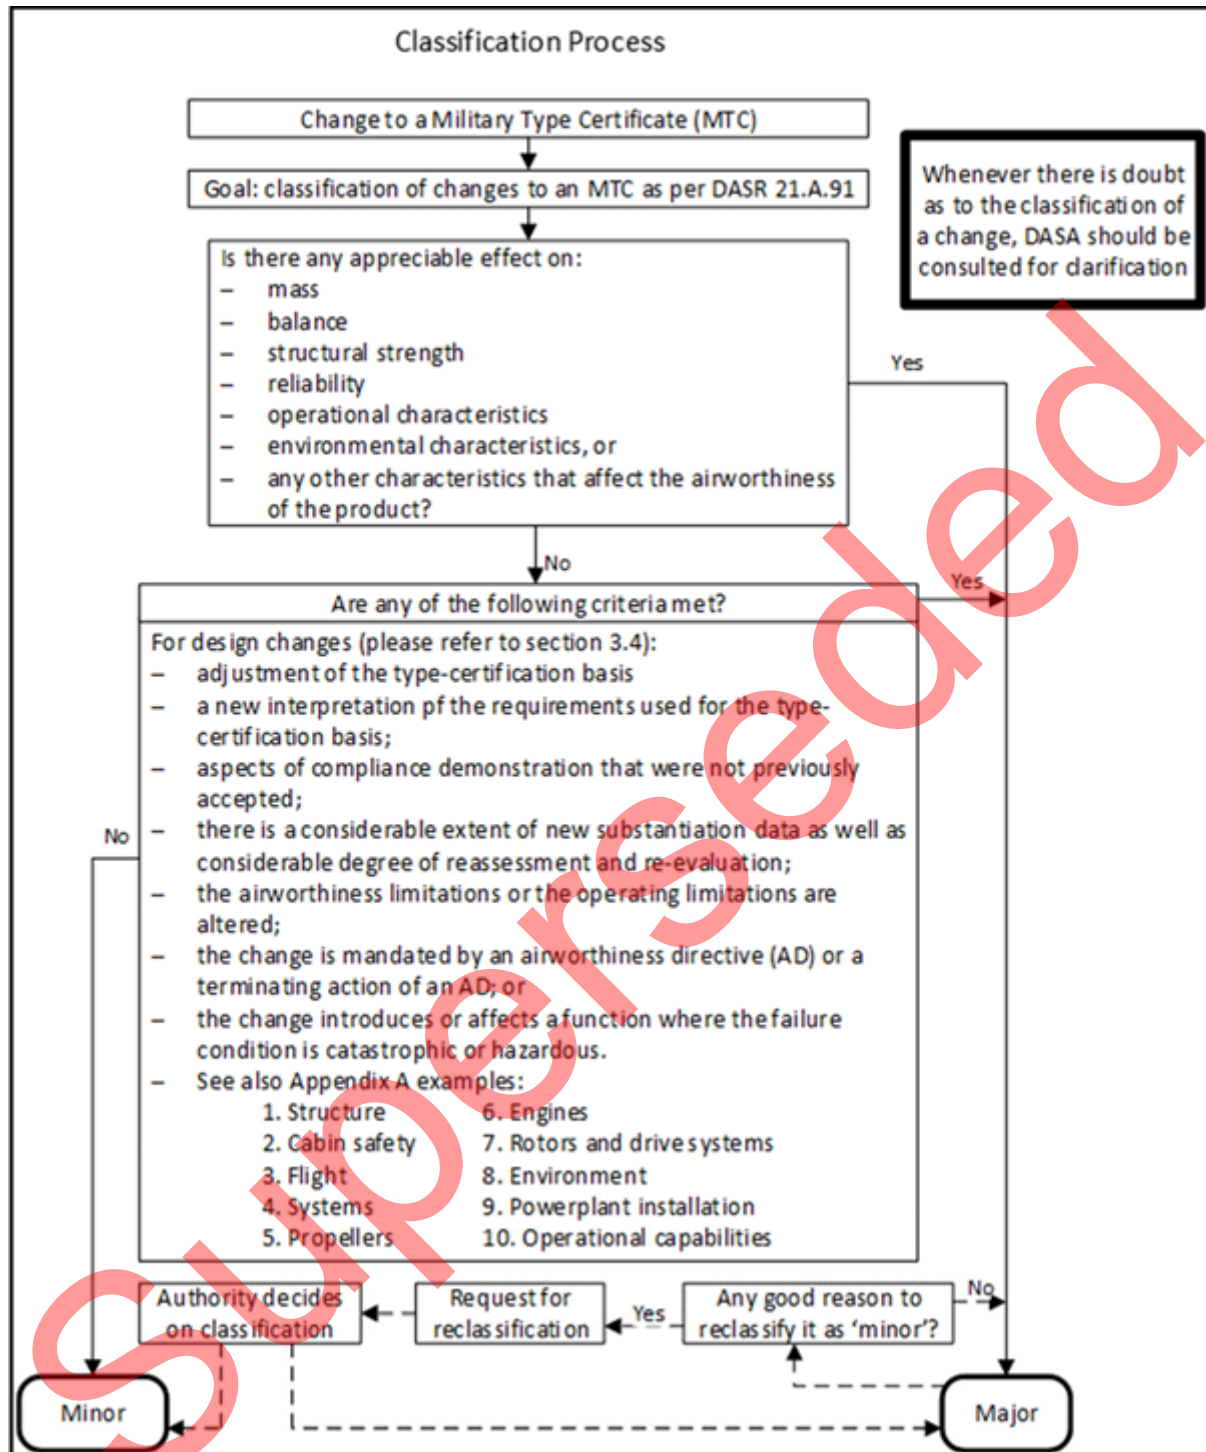 Classification Process
Change to a Military Type Certificate (MTC)
Goal: classification of changes to an MTC as per DASR 21.A.91
Whenever there is doubt
as to the classification of
a change, DASA should be
consulted for clarification
Is there any appreciable effect on:
– mass
– balance
– structural strength
– reliability
– operational characteristics
– environmental characteristics, or
– any other characteristics that affect the airworthiness
of the product?
Yes
No
Are any of the following criteria met?
Yes
For design changes (please refer to section 3.4):
– adjustment of the type-certification basis
– a new interpretation pf the requirements used for the type-
certification basis;
– aspects of compliance demonstration that were not previously
accepted;
– there is a considerable extent of new substantiation data as well as
considerable degree of reassessment and re-evaluation;
– the airworthiness limitations or the operating limitations are
altered;
– the change is mandated by an airworthiness directive (AD) or a
terminating action of an AD; or
– the change introduces or affects a function where the failure
condition is catastrophic or hazardous.
– See also Appendix A examples:
1. Structure
2. Cabin safety
3. Flight
4. Systems
5. Propellers
6. Engines
7. Rotors and drive systems
8. Environment
9. Powerplant installation
10. Operational capabilities
No
Authority decides
on classification
Request for
reclassification
Yes
Any good reason to
reclassify it as ‘minor’?
No
Minor
Major
Superseded